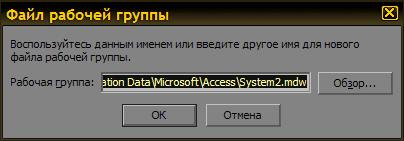 Файл рабочей группы
Воспользуйтесь данным именем или введите другое имя для нового
файла рабочей группы.
Рабочая группа: ation Data\Microsoft\Access\System2.mdw Обзор...
ОК Отмена